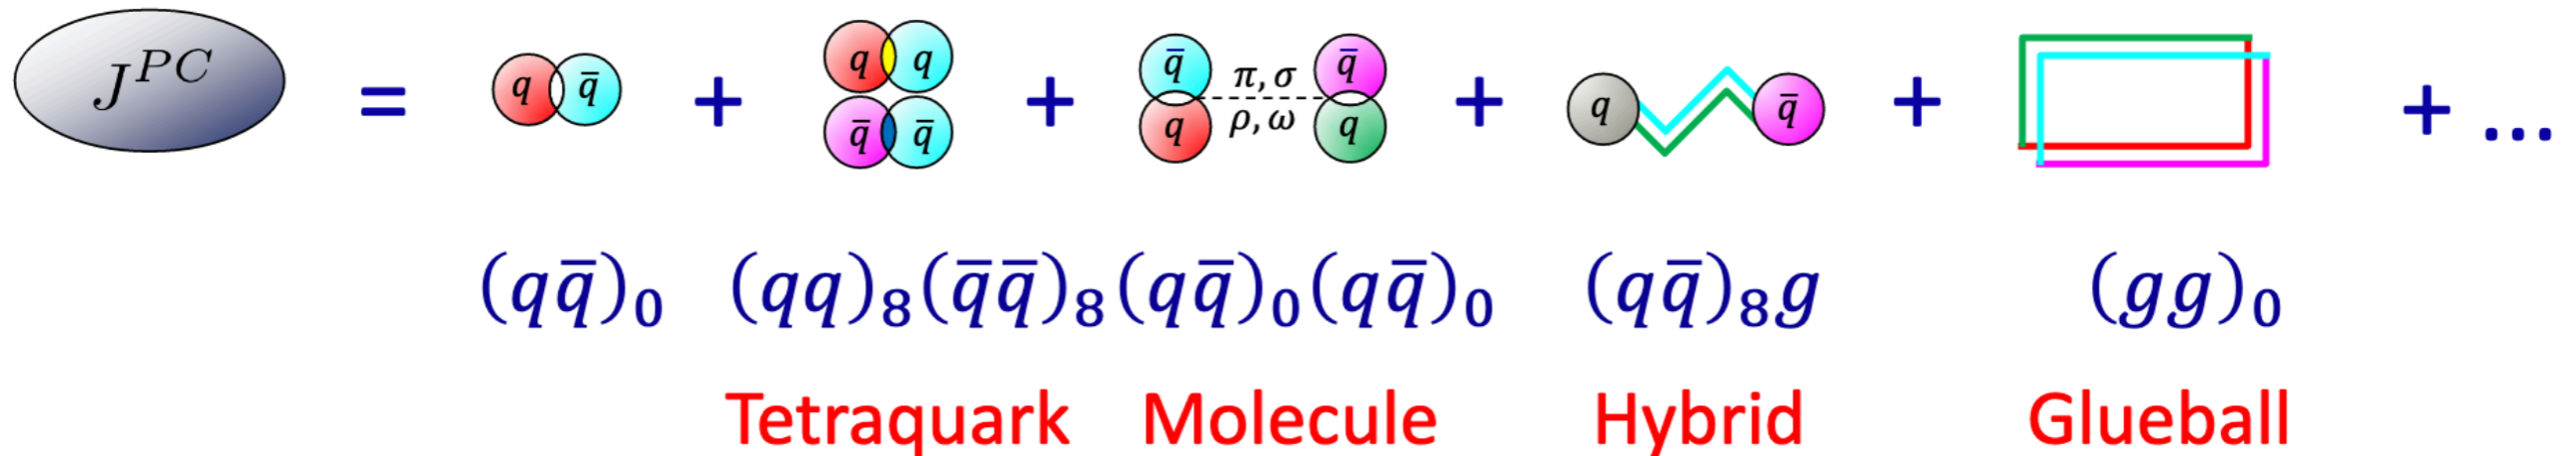 J^{PC} = q q̄ + q q q̄ q̄ + q̄ q π, σ ρ, ω q̄ q + q q̄ + + ...
(qq̄)₀ (qq)₈(q̄q̄)₈ (qq̄)₀(qq̄)₀ (qq̄)₈g (gg)₀
Tetraquark Molecule Hybrid Glueball